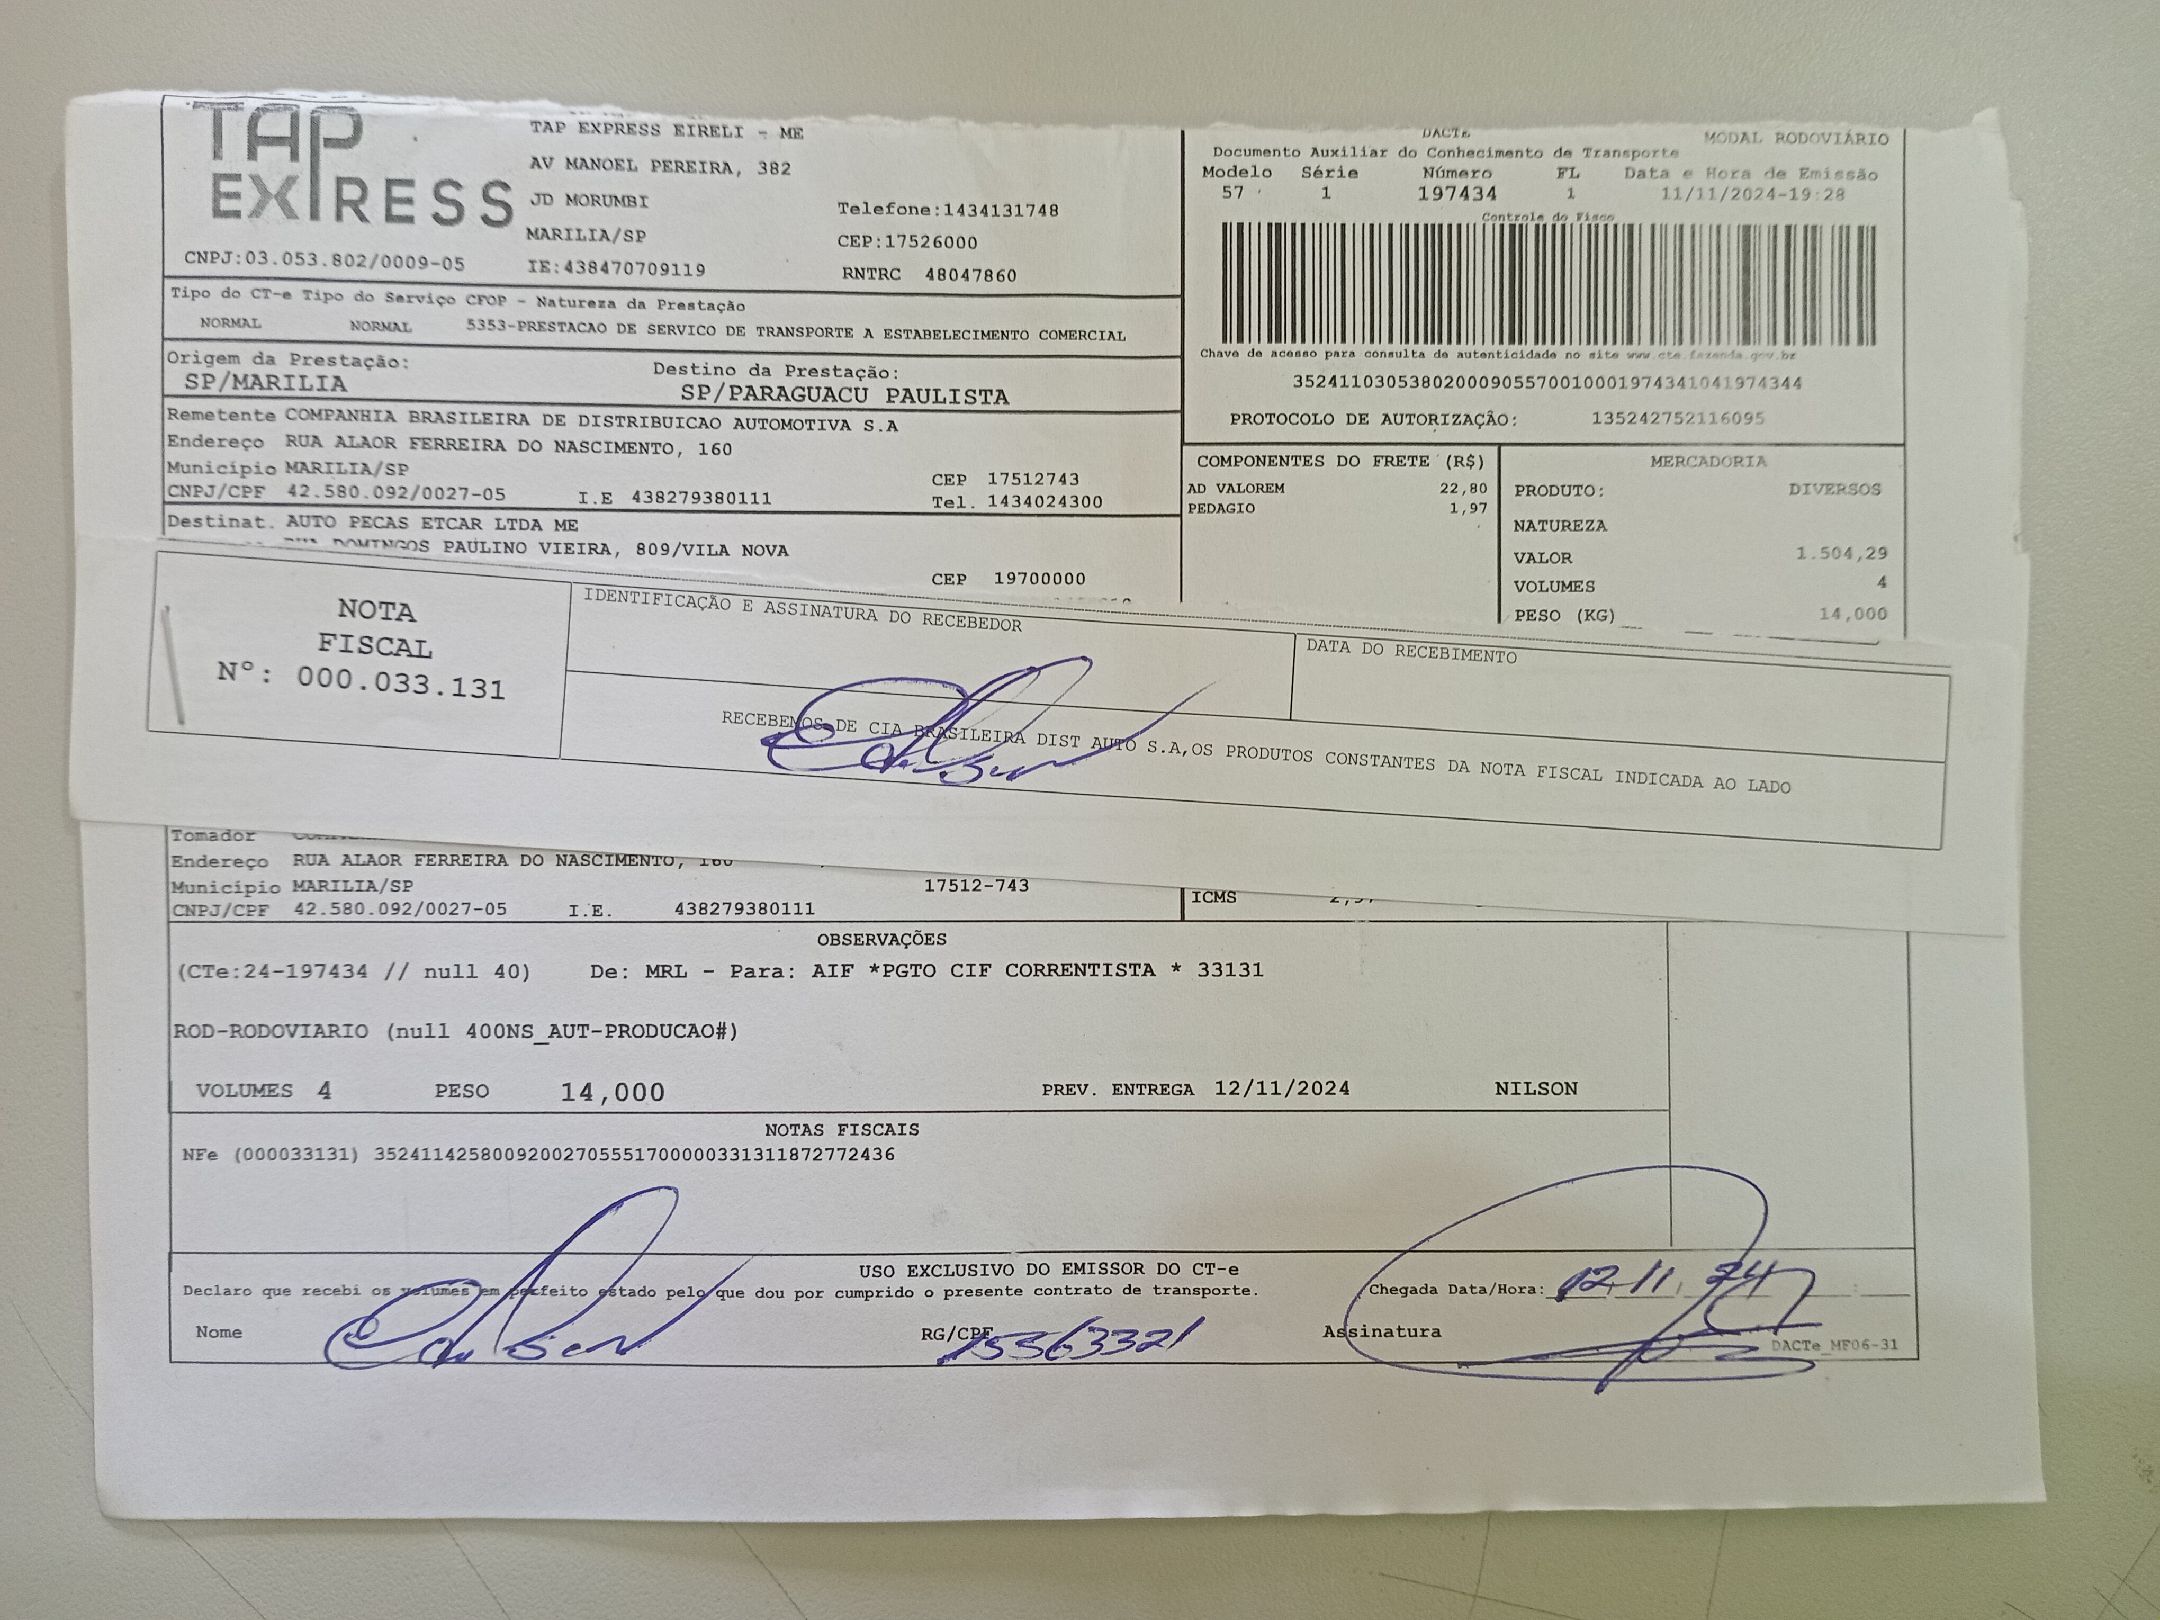 TAP
EXPRESS
TAP EXPRESS EIRELI - ME
AV MANOEL PEREIRA, 382
JD MORUMBI
Telefone:1434131748
MARILIA/SP
CEP:17526000
CNPJ:03.053.802/0009-05
IE:438470709119
RNTRC 48047860
DACTe
MODAL RODOVIÁRIO
Documento Auxiliar do Conhecimento de Transporte
Modelo Série Número FL Data e Hora de Emissão
57 1 197434 1 11/11/2024-19:28
Controle do Fisco
Chave de acesso para consulta de autenticidade no site www.cte.fazenda.gov.br
35241103053802000905570010001974341041974344
PROTOCOLO DE AUTORIZAÇÃO: 135242752116095
Tipo do CT-e Tipo do Serviço CFOP - Natureza da Prestação
NORMAL NORMAL 5353-PRESTACAO DE SERVICO DE TRANSPORTE A ESTABELECIMENTO COMERCIAL
Origem da Prestação: Destino da Prestação:
SP/MARILIA SP/PARAGUACU PAULISTA
Remetente COMPANHIA BRASILEIRA DE DISTRIBUICAO AUTOMOTIVA S.A
Endereço RUA ALAOR FERREIRA DO NASCIMENTO, 160
Município MARILIA/SP CEP 17512743
CNPJ/CPF 42.580.092/0027-05 I.E 438279380111 Tel. 1434024300
Destinat. AUTO PECAS ETCAR LTDA ME
RUA DOMINGOS PAULINO VIEIRA, 809/VILA NOVA
CEP 19700000
COMPONENTES DO FRETE (R$)
AD VALOREM 22,80
PEDAGIO 1,97
MERCADORIA
PRODUTO: DIVERSOS
NATUREZA
VALOR 1.504,29
VOLUMES 4
PESO (KG) 14,000
NOTA
FISCAL
Nº: 000.033.131
IDENTIFICAÇÃO E ASSINATURA DO RECEBEDOR
DATA DO RECEBIMENTO
RECEBEMOS DE CIA BRASILEIRA DIST AUTO S.A,OS PRODUTOS CONSTANTES DA NOTA FISCAL INDICADA AO LADO
Tomador
Endereço RUA ALAOR FERREIRA DO NASCIMENTO, 160
Município MARILIA/SP 17512-743
CNPJ/CPF 42.580.092/0027-05 I.E. 438279380111
ICMS
OBSERVAÇÕES
(CTe:24-197434 // null 40) De: MRL - Para: AIF *PGTO CIF CORRENTISTA * 33131
ROD-RODOVIARIO (null 400NS_AUT-PRODUCAO#)
VOLUMES 4 PESO 14,000 PREV. ENTREGA 12/11/2024 NILSON
NOTAS FISCAIS
NFe (000033131) 35241142580092002705551700000331311872772436
USO EXCLUSIVO DO EMISSOR DO CT-e
Declaro que recebi os volumes em perfeito estado pelo que dou por cumprido o presente contrato de transporte.
Chegada Data/Hora: 12,11,24
Nome RG/CPF 15563321 Assinatura
DACTe_MF06-31